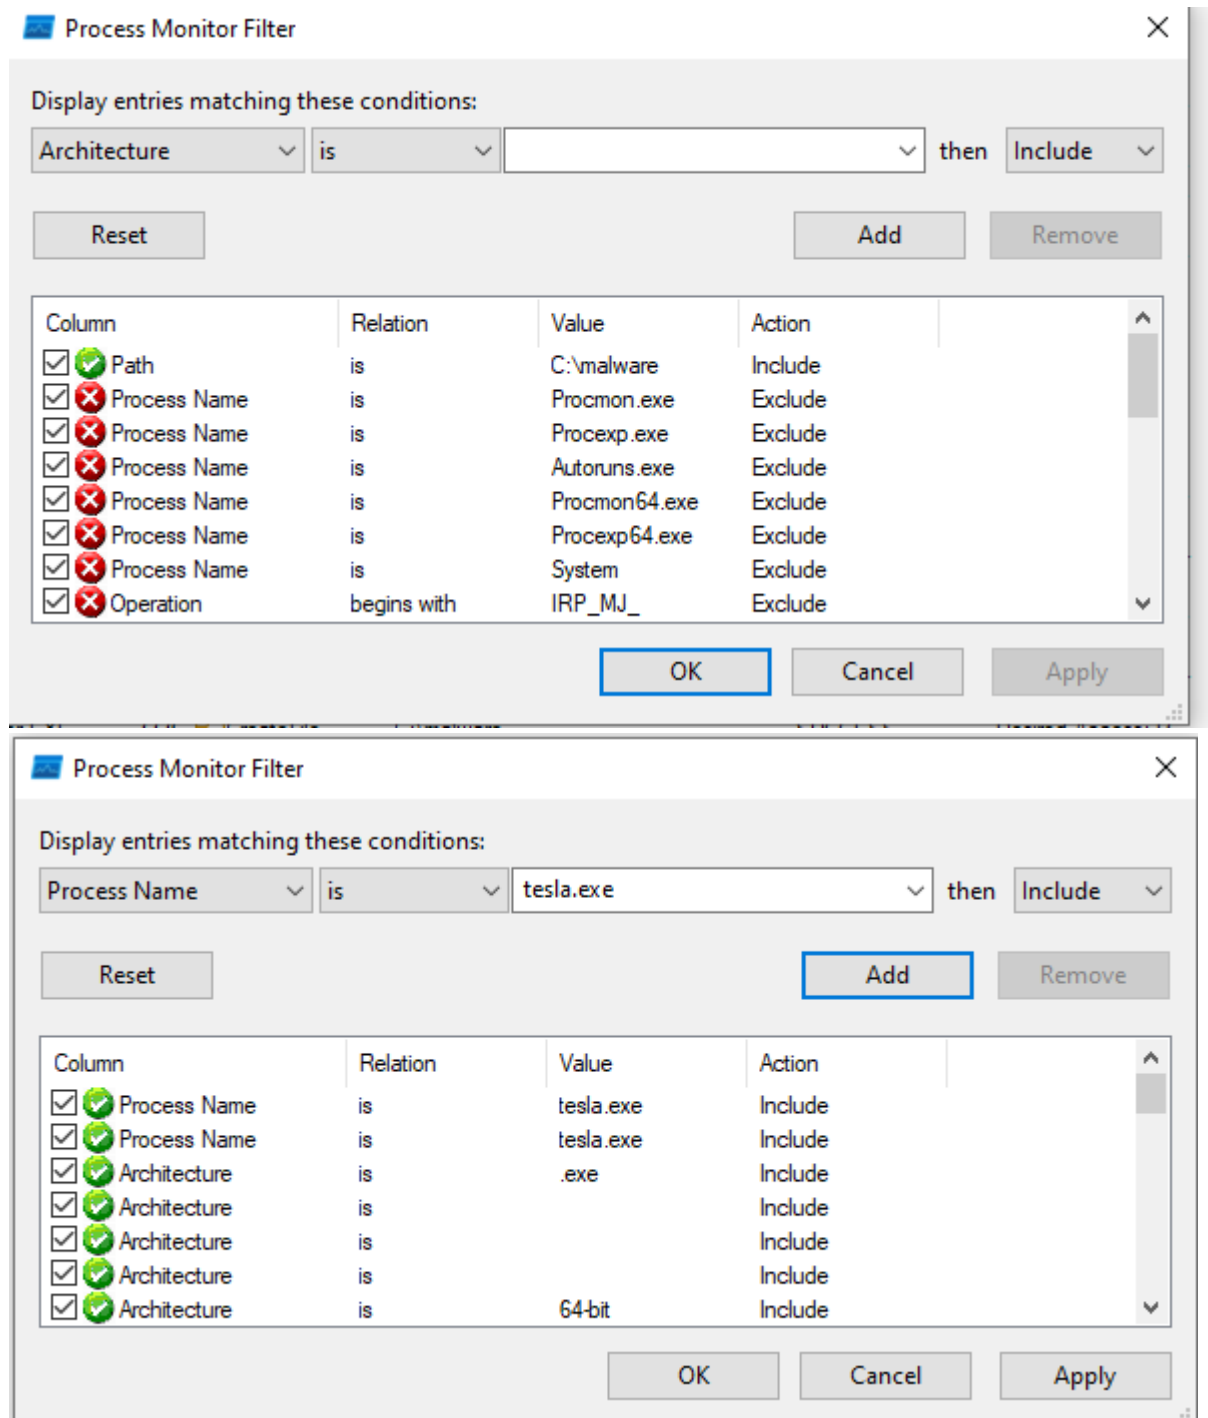 Process Monitor Filter
Display entries matching these conditions:
Architecture is then Include
Reset Add Remove
Column Relation Value Action
Path is C:\malware Include
Process Name is Procmon.exe Exclude
Process Name is Procexp.exe Exclude
Process Name is Autoruns.exe Exclude
Process Name is Procmon64.exe Exclude
Process Name is Procexp64.exe Exclude
Process Name is System Exclude
Operation begins with IRP_MJ_ Exclude
OK Cancel Apply
Process Monitor Filter
Display entries matching these conditions:
Process Name is tesla.exe then Include
Reset Add Remove
Column Relation Value Action
Process Name is tesla.exe Include
Process Name is tesla.exe Include
Architecture is .exe Include
Architecture is Include
Architecture is Include
Architecture is Include
Architecture is 64-bit Include
OK Cancel Apply